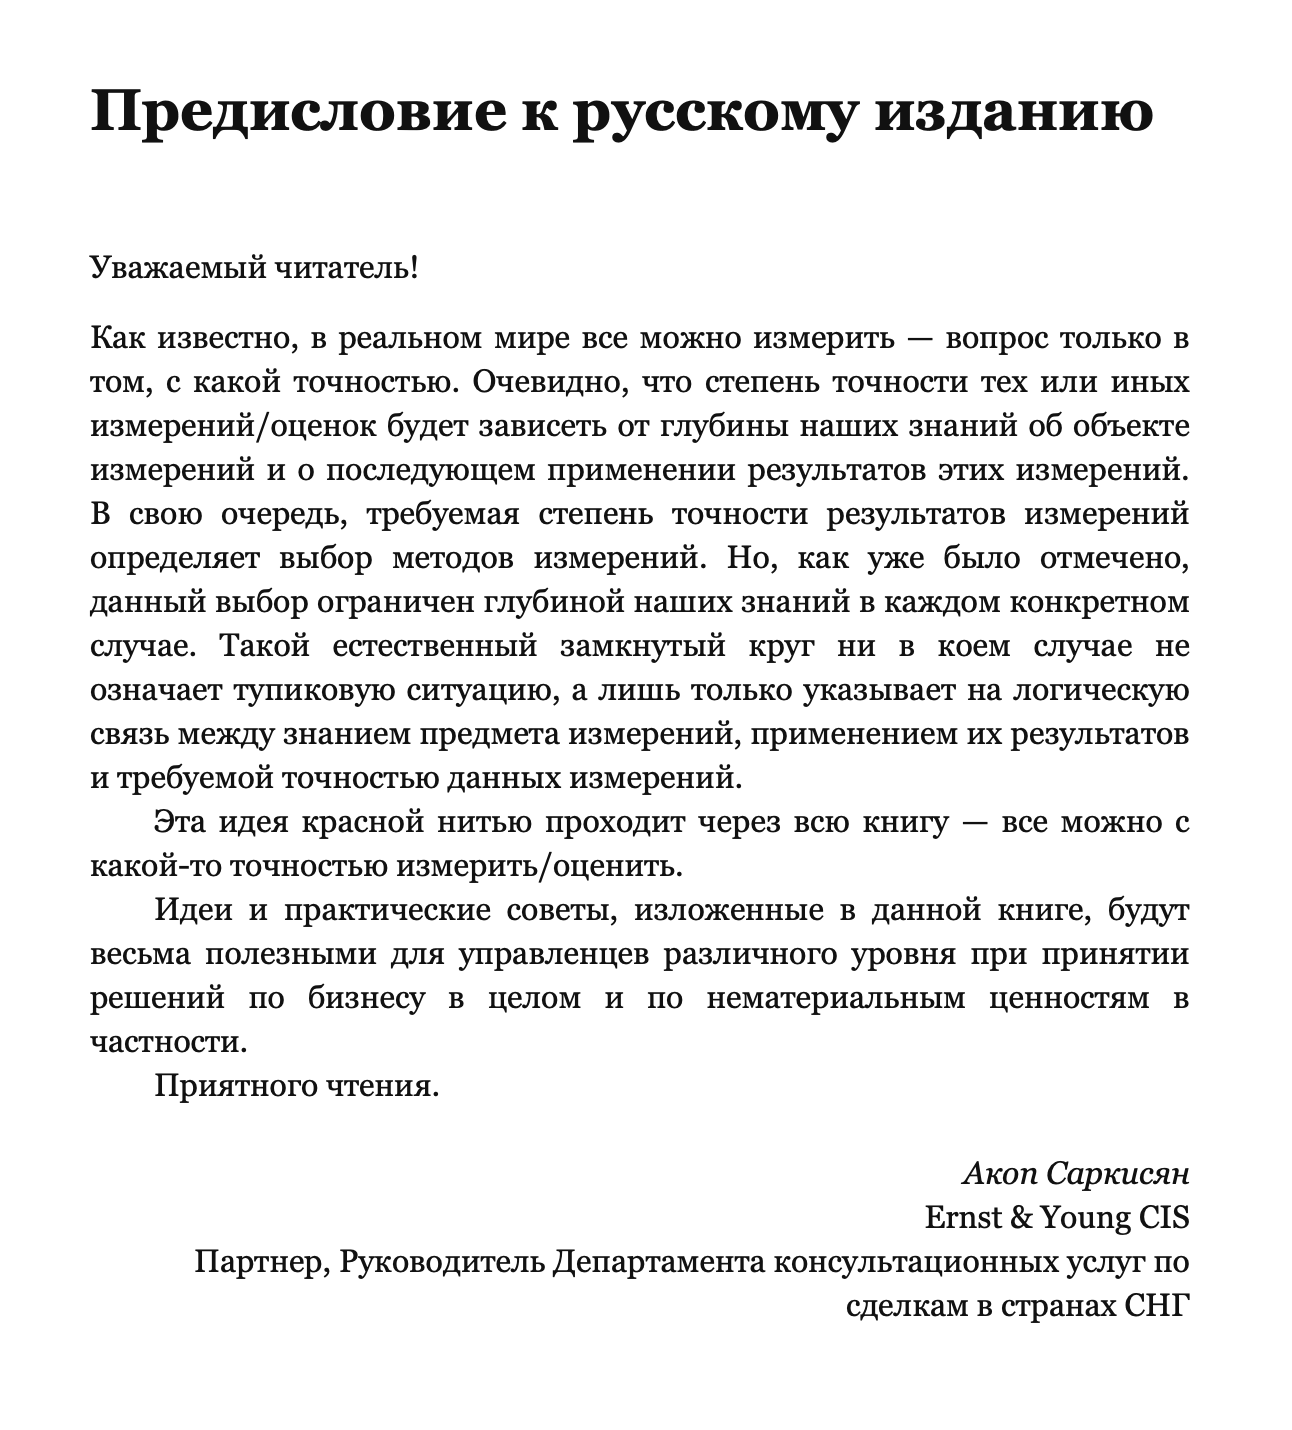 Предисловие к русскому изданию
Уважаемый читатель!
Как известно, в реальном мире все можно измерить — вопрос только в
том, с какой точностью. Очевидно, что степень точности тех или иных
измерений/оценок будет зависеть от глубины наших знаний об объекте
измерений и о последующем применении результатов этих измерений.
В свою очередь, требуемая степень точности результатов измерений
определяет выбор методов измерений. Но, как уже было отмечено,
данный выбор ограничен глубиной наших знаний в каждом конкретном
случае. Такой естественный замкнутый круг ни в коем случае не
означает тупиковую ситуацию, а лишь только указывает на логическую
связь между знанием предмета измерений, применением их результатов
и требуемой точностью данных измерений.
Эта идея красной нитью проходит через всю книгу — все можно с
какой-то точностью измерить/оценить.
Идеи и практические советы, изложенные в данной книге, будут
весьма полезными для управленцев различного уровня при принятии
решений по бизнесу в целом и по нематериальным ценностям в
частности.
Приятного чтения.
Акоп Саркисян
Ernst & Young CIS
Партнер, Руководитель Департамента консультационных услуг по
сделкам в странах СНГ